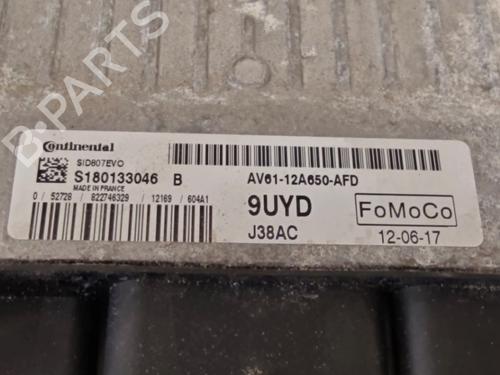 B-PARTS
Continental
SID807EVO
S180133046 B
MADE IN FRANCE
0 / 52728 / 822746329 / 12169 / 604A1
AV61-12A650-AFD
9UYD
FoMoCo
J38AC
12-06-17